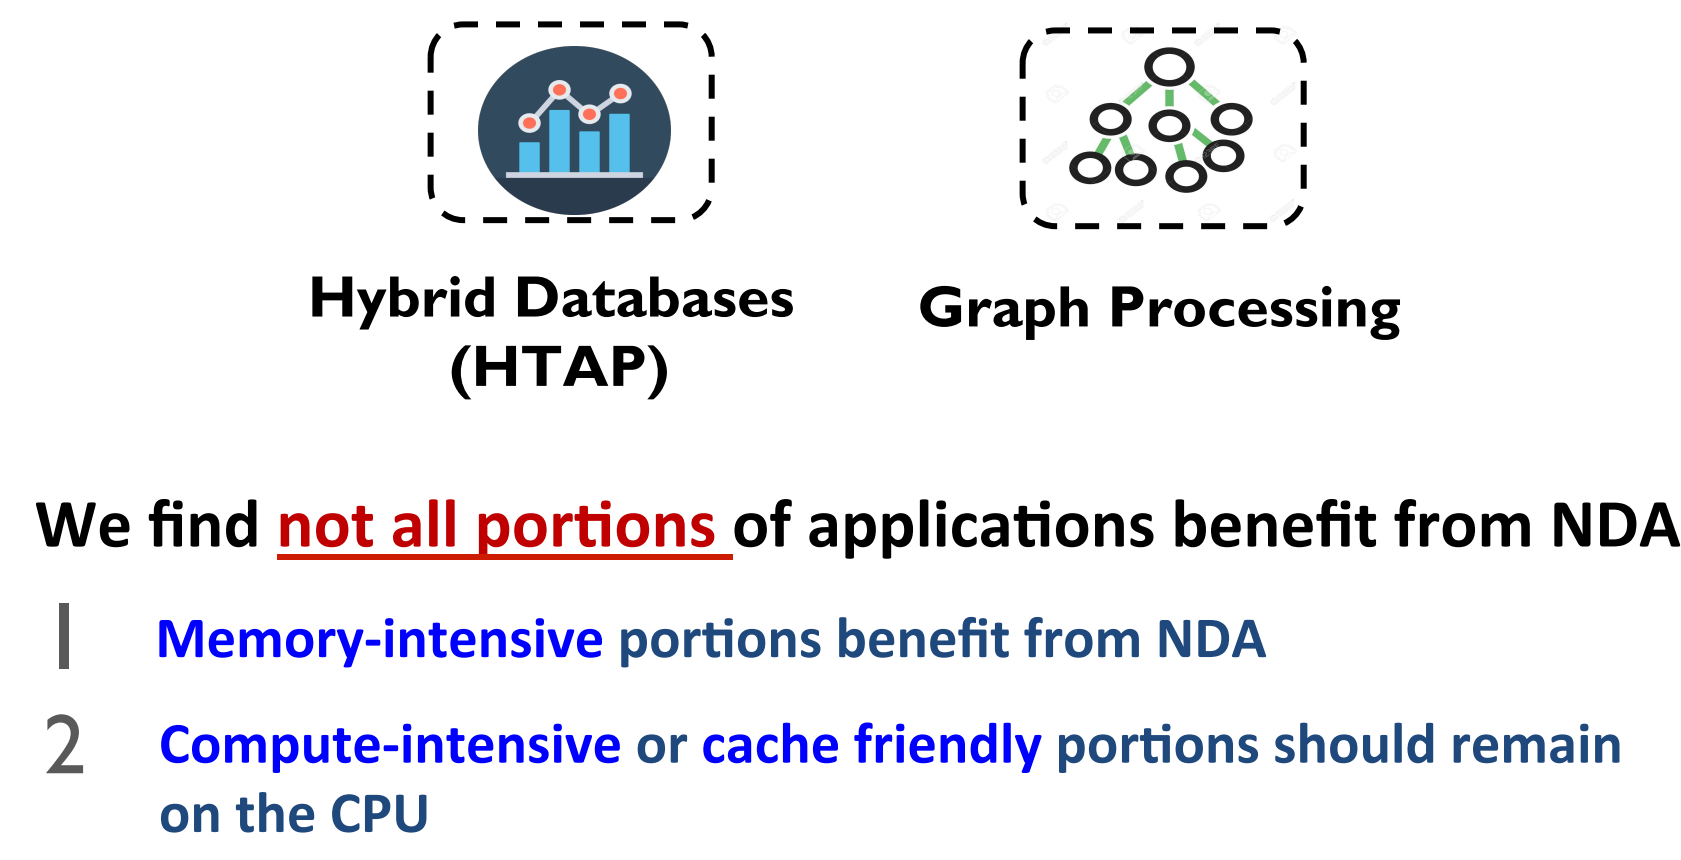 Hybrid Databases
(HTAP)
Graph Processing
We find not all portions of applications benefit from NDA
1 Memory-intensive portions benefit from NDA
2 Compute-intensive or cache friendly portions should remain
on the CPU